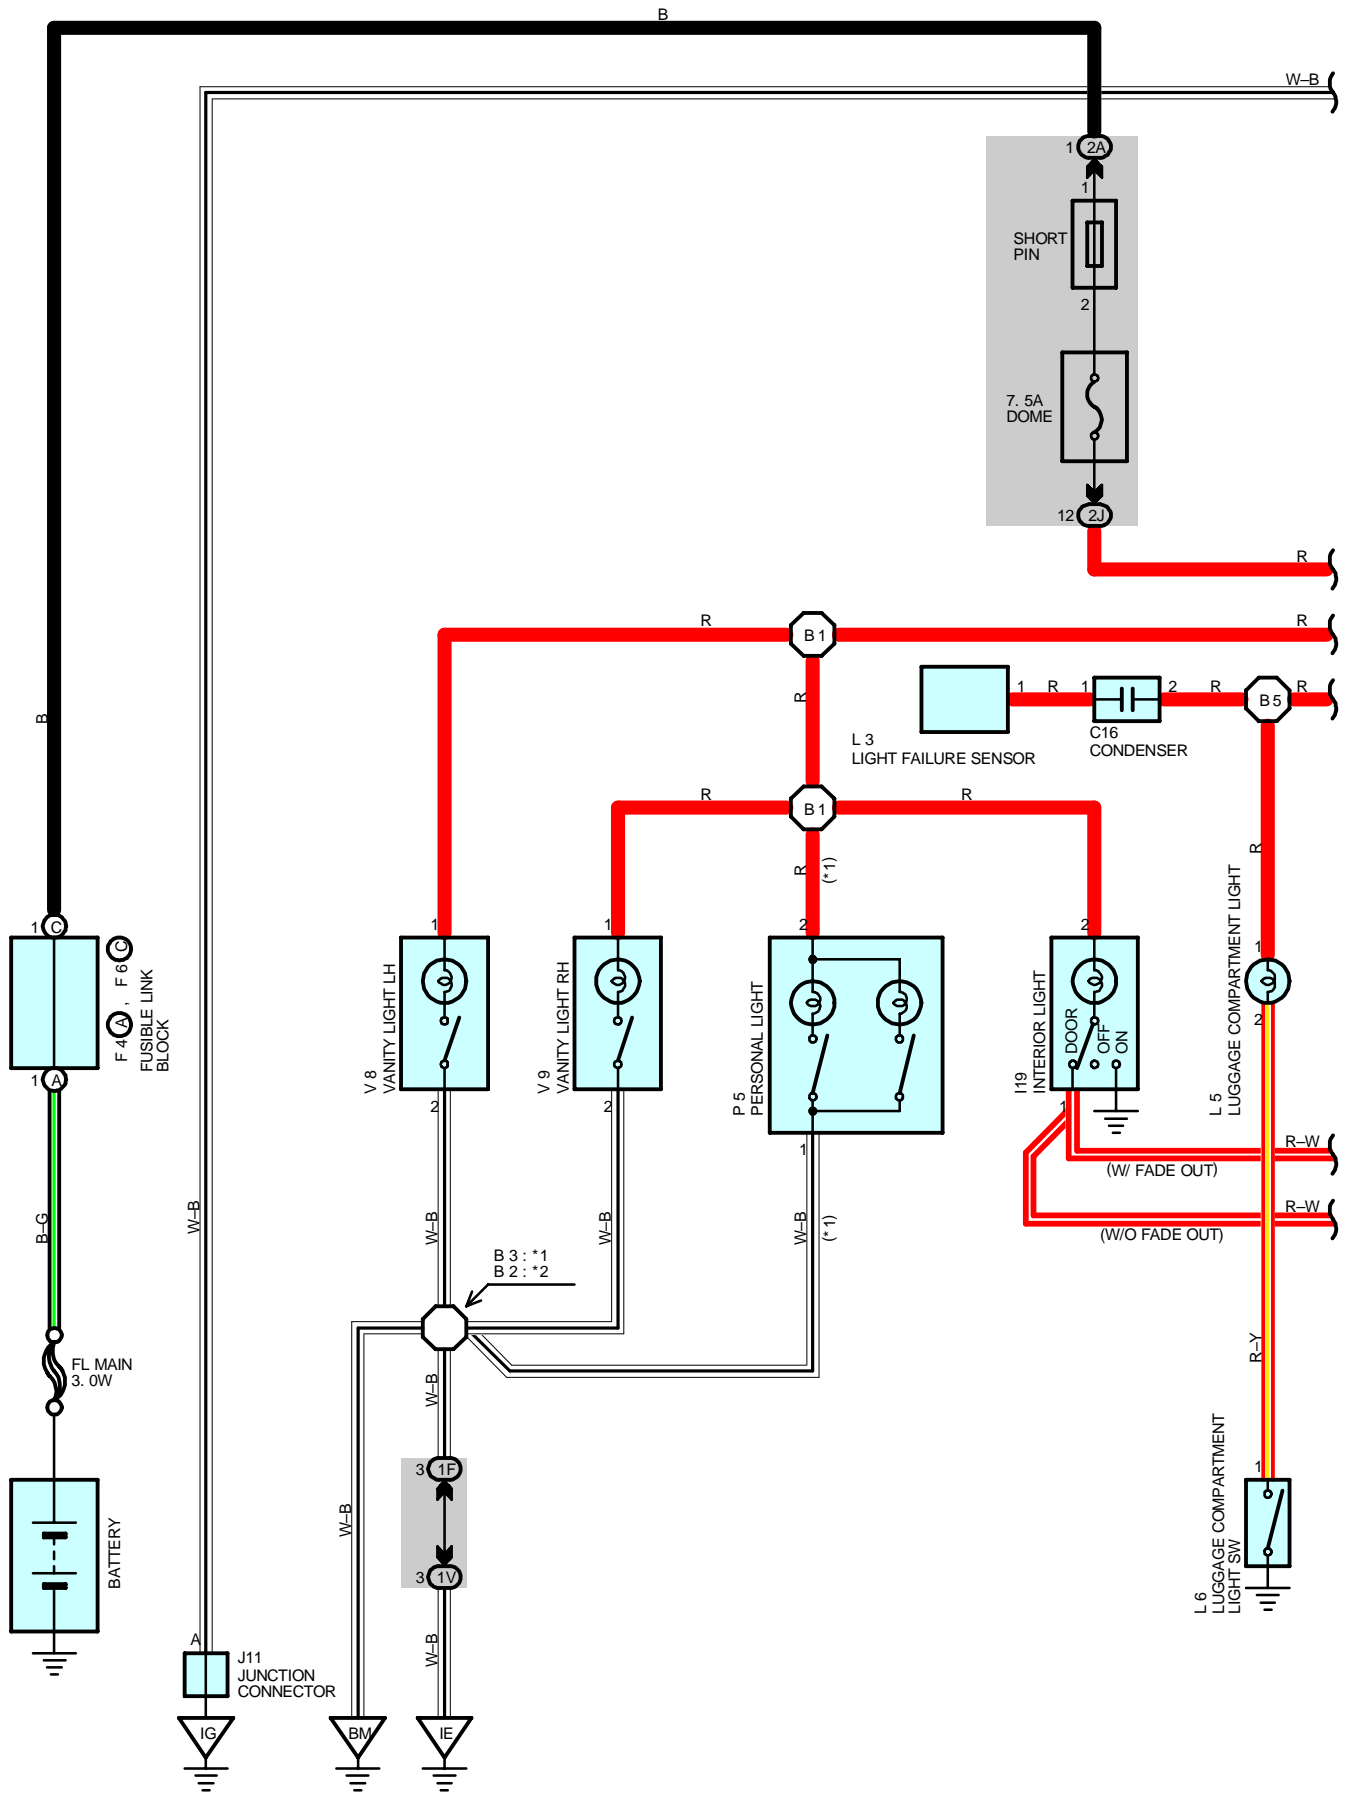 B
W–B
1 2A
1
SHORT
PIN
2
7. 5A
DOME
12 2J
R
R
B 1
R
R
1 R 1
2 R
B 5
R
L 3
LIGHT FAILURE SENSOR
C16
CONDENSER
B
R
B 1
R
R
(*1)
R
1 C
1
V 8
VANITY LIGHT LH
2
1
V 9
VANITY LIGHT RH
2
2
P 5
PERSONAL LIGHT
1
2
I19
INTERIOR LIGHT
DOOR
OFF
ON
1
1
L 5
LUGGAGE COMPARTMENT LIGHT
2
F 4 A , F 6 C
FUSIBLE LINK
BLOCK
1 A
R–W
(W/ FADE OUT)
R–W
(W/O FADE OUT)
B–G
W–B
W–B
W–B
W–B
(*1)
B 3 : *1
B 2 : *2
R–Y
FL MAIN
3. 0W
W–B
3 1F
W–B
3 1V
W–B
BATTERY
1
L 6
LUGGAGE COMPARTMENT
LIGHT SW
A
J11
JUNCTION
CONNECTOR
IG
BM
IE